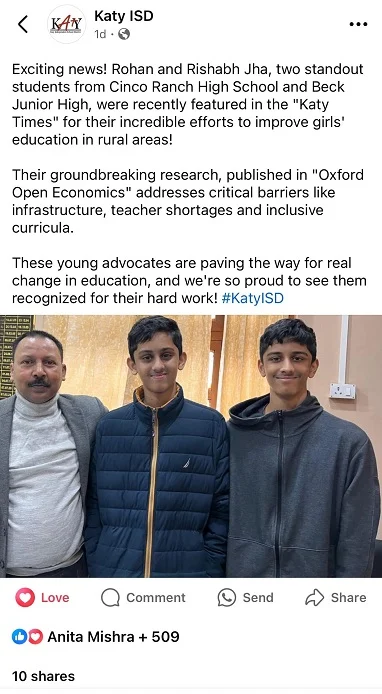 Katy ISD
KATY
1d
Exciting news! Rohan and Rishabh Jha, two standout
students from Cinco Ranch High School and Beck
Junior High, were recently featured in the "Katy
Times" for their incredible efforts to improve girls'
education in rural areas!
Their groundbreaking research, published in "Oxford
Open Economics" addresses critical barriers like
infrastructure, teacher shortages and inclusive
curricula.
These young advocates are paving the way for real
change in education, and we're so proud to see them
recognized for their hard work! #KatyISD
Love
Comment
Send
Share
Anita Mishra + 509
10 shares